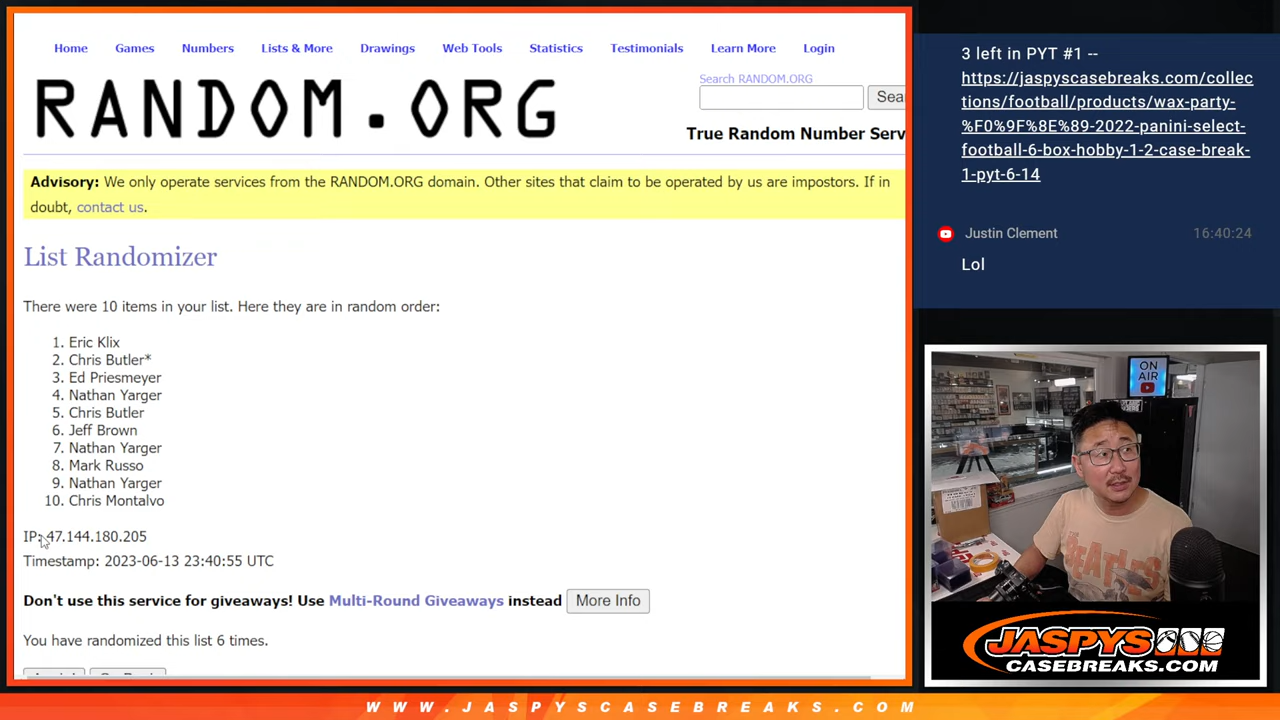 Home Games Numbers Lists & More Drawings Web Tools Statistics Testimonials Learn More Login
Search RANDOM.ORG
RANDOM.ORG
Sea
True Random Number Serv
Advisory: We only operate services from the RANDOM.ORG domain. Other sites that claim to be operated by us are impostors. If in
doubt, contact us.
List Randomizer
There were 10 items in your list. Here they are in random order:
1. Eric Klix
2. Chris Butler*
3. Ed Priesmeyer
4. Nathan Yarger
5. Chris Butler
6. Jeff Brown
7. Nathan Yarger
8. Mark Russo
9. Nathan Yarger
10. Chris Montalvo
IP: 47.144.180.205
Timestamp: 2023-06-13 23:40:55 UTC
Don't use this service for giveaways! Use Multi-Round Giveaways instead More Info
You have randomized this list 6 times.
3 left in PYT #1 --
https://jaspyscasebreaks.com/collec
tions/football/products/wax-party-
%F0%9F%8E%89-2022-panini-select-
football-6-box-hobby-1-2-case-break-
1-pyt-6-14
Justin Clement 16:40:24
Lol
ON
AIR
BEATLES
JASPYS
CASEBREAKS.COM
WWW.JASPYSCASEBREAKS.COM